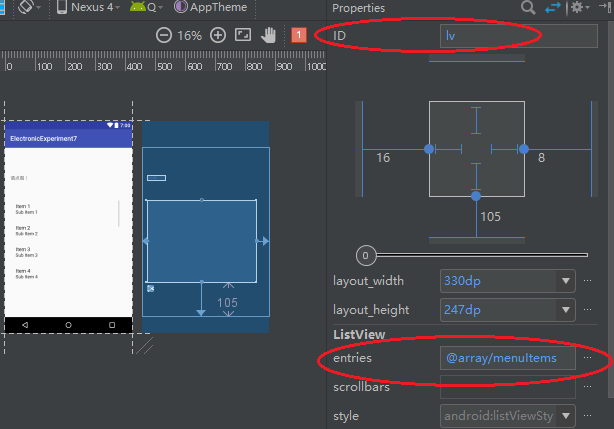 Nexus 4
Q
AppTheme
Properties
16%
1
ID
lv
0 100 200 300 400 500 600 700 800 900 1000
7:00
ElectronicExperiment7
Item 1
Sub Item 1
Item 2
Sub Item 2
Item 3
Sub Item 3
Item 4
Sub Item 4
105
16
8
105
0
layout_width
330dp
layout_height
247dp
ListView
entries
@array/menuItems
scrollbars
style
android:listViewSty